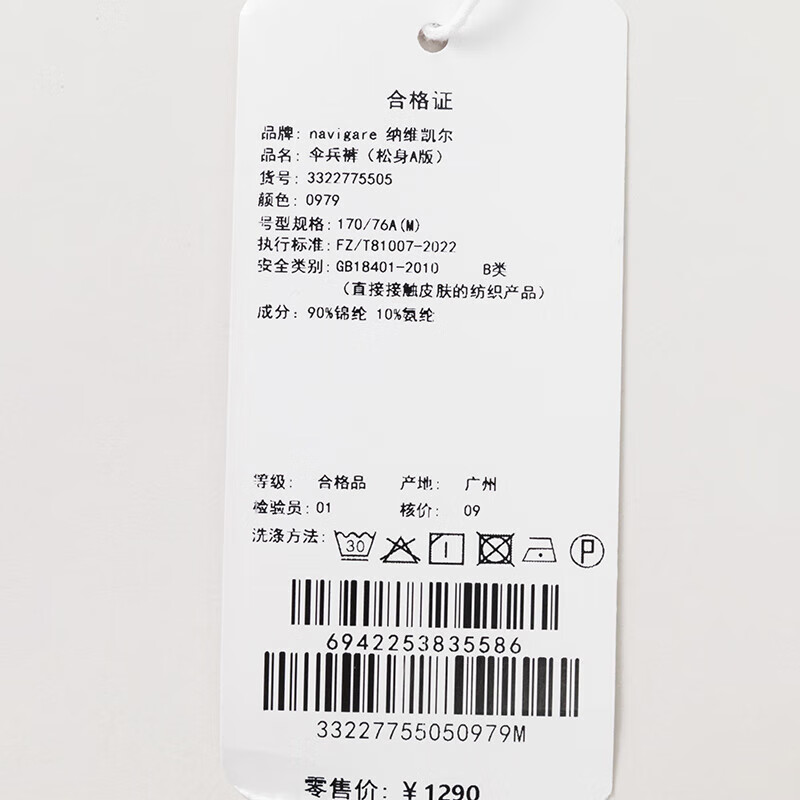 合格证
品牌: navigare 纳维凯尔
品名: 伞兵裤（松身A版）
货号: 3322775505
颜色: 0979
号型规格: 170/76A(M)
执行标准: FZ/T81007-2022
安全类别: GB18401-2010 B类
（直接接触皮肤的纺织产品）
成分: 90%锦纶 10%氨纶
等级: 合格品 产地: 广州
检验员: 01 核价: 09
洗涤方法: 30 P
6942253835586
33227755050979M
零售价: ￥1290